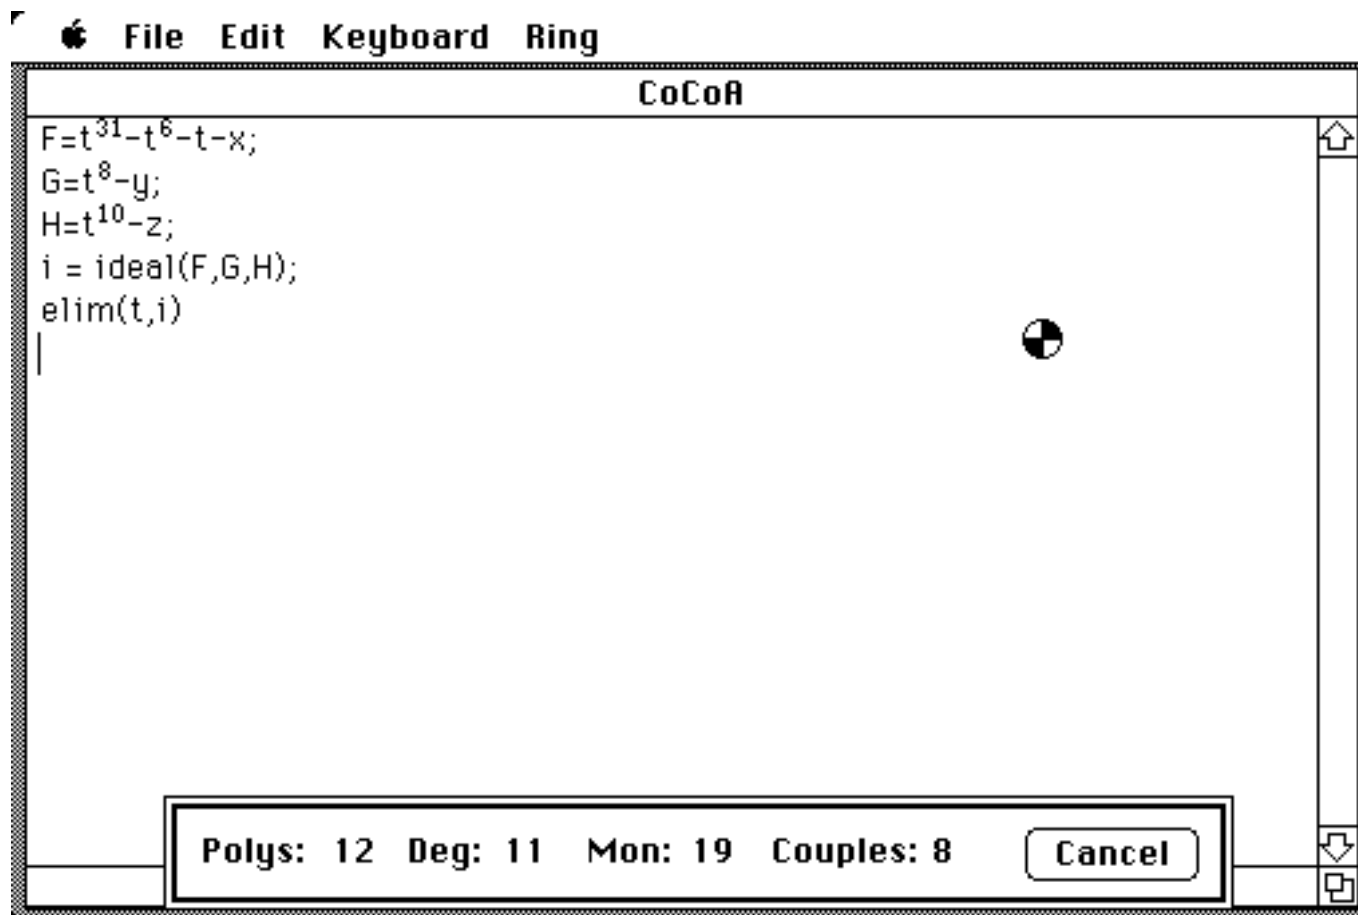 File Edit Keyboard Ring
CoCoA
F=t³¹-t⁶-t-x;
G=t⁸-y;
H=t¹⁰-z;
i = ideal(F,G,H);
elim(t,i)
Polys: 12 Deg: 11 Mon: 19 Couples: 8 Cancel